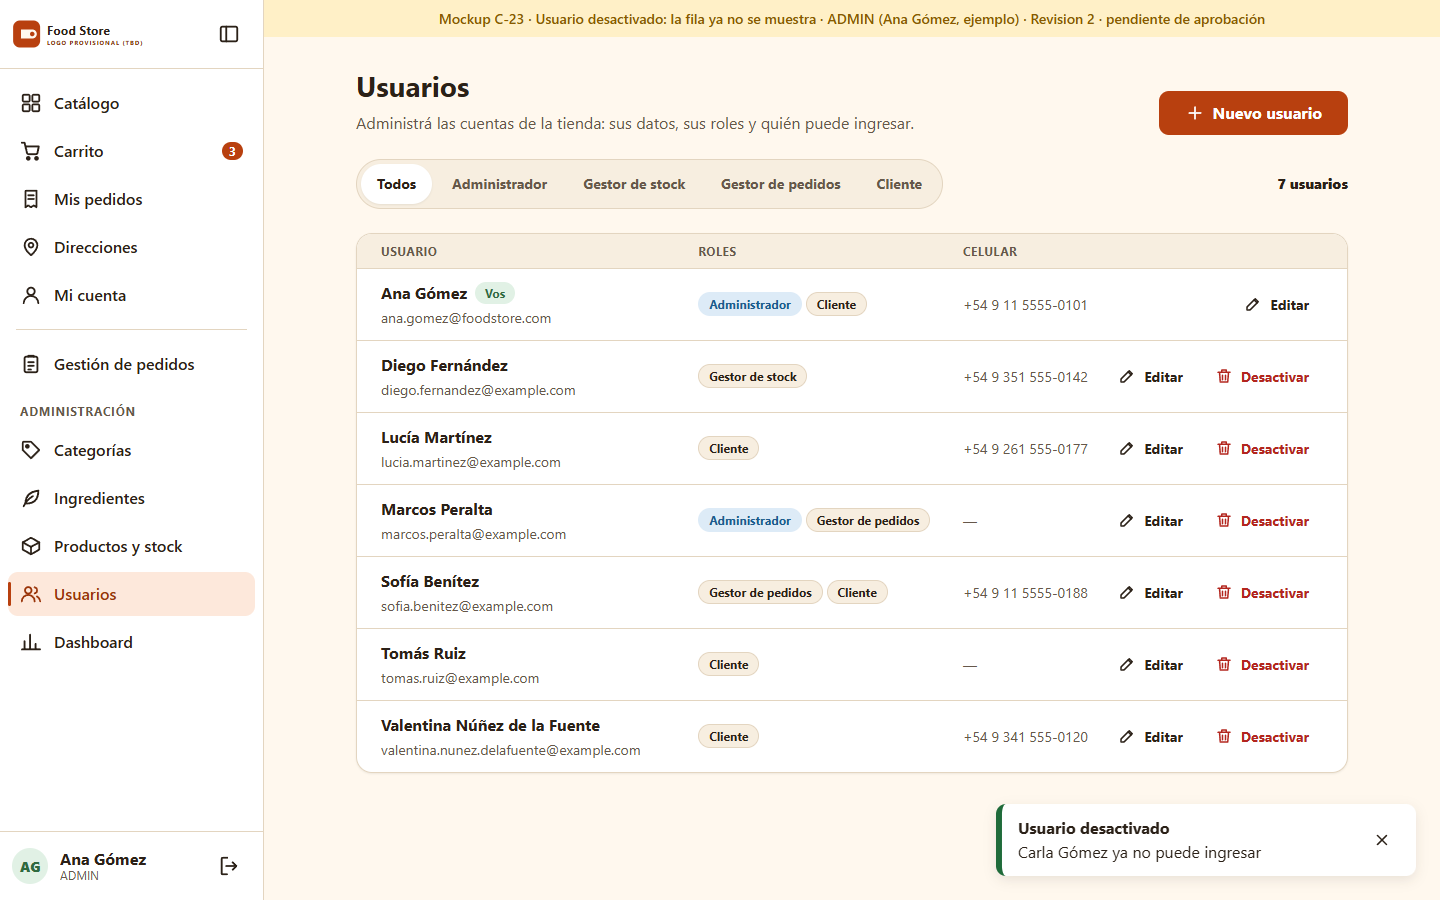 Mockup C-23 · Usuario desactivado: la fila ya no se muestra · ADMIN (Ana Gómez, ejemplo) · Revision 2 · pendiente de aprobación
Food Store
LOGO PROVISIONAL (TBD)
Catálogo
Carrito 3
Mis pedidos
Direcciones
Mi cuenta
Gestión de pedidos
ADMINISTRACIÓN
Categorías
Ingredientes
Productos y stock
Usuarios
Dashboard
AG
Ana Gómez
ADMIN
Usuarios
Administrá las cuentas de la tienda: sus datos, sus roles y quién puede ingresar.
Nuevo usuario
Todos Administrador Gestor de stock Gestor de pedidos Cliente
7 usuarios
USUARIO ROLES CELULAR
Ana Gómez Vos
ana.gomez@foodstore.com
Administrador Cliente +54 9 11 5555-0101 Editar
Diego Fernández
diego.fernandez@example.com
Gestor de stock +54 9 351 555-0142 Editar Desactivar
Lucía Martínez
lucia.martinez@example.com
Cliente +54 9 261 555-0177 Editar Desactivar
Marcos Peralta
marcos.peralta@example.com
Administrador Gestor de pedidos — Editar Desactivar
Sofía Benítez
sofia.benitez@example.com
Gestor de pedidos Cliente +54 9 11 5555-0188 Editar Desactivar
Tomás Ruiz
tomas.ruiz@example.com
Cliente — Editar Desactivar
Valentina Núñez de la Fuente
valentina.nunez.delafuente@example.com
Cliente +54 9 341 555-0120 Editar Desactivar
Usuario desactivado
Carla Gómez ya no puede ingresar